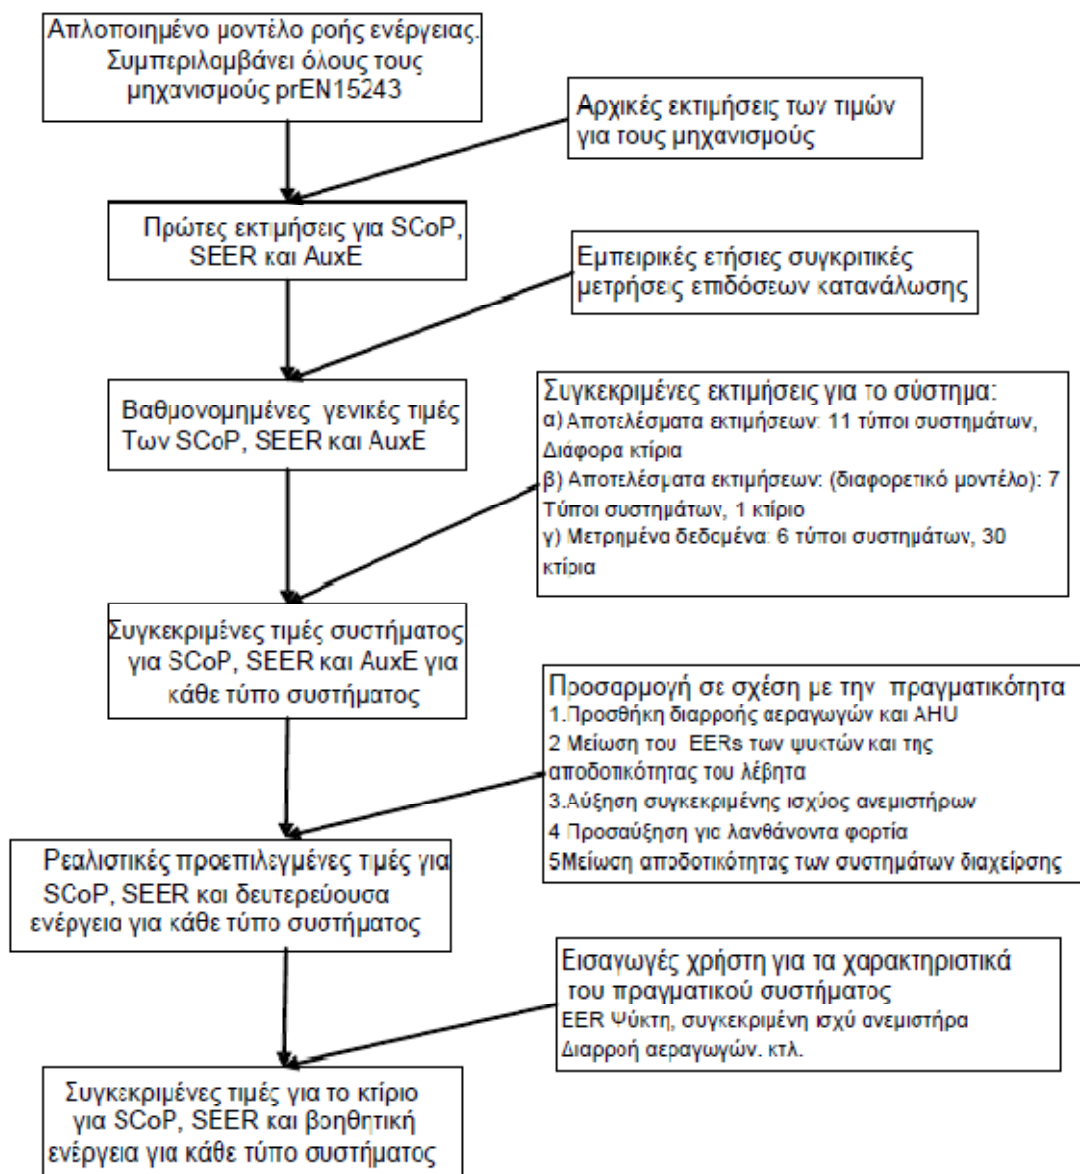 Απλοποιημένο μοντέλο ροής ενέργειας.
Συμπεριλαμβάνει όλους τους
μηχανισμούς prEN15243
Αρχικές εκτιμήσεις των τιμών
για τους μηχανισμούς
Πρώτες εκτιμήσεις για SCoP,
SEER και AuxE
Εμπειρικές ετήσιες συγκριτικές
μετρήσεις επιδόσεων κατανάλωσης
Βαθμονομημένες γενικές τιμές
Των SCoP, SEER και AuxE
Συγκεκριμένες εκτιμήσεις για το σύστημα:
α) Αποτελέσματα εκτιμήσεων: 11 τύποι συστημάτων,
Διάφορα κτίρια
β) Αποτελέσματα εκτιμήσεων: (διαφορετικό μοντέλο): 7
Τύποι συστημάτων, 1 κτίριο
γ) Μετρημένα δεδομένα: 6 τύποι συστημάτων, 30
κτίρια
Συγκεκριμένες τιμές συστήματος
για SCoP, SEER και AuxE για
κάθε τύπο συστήματος
Προσαρμογή σε σχέση με την πραγματικότητα
1.Προσθήκη διαρροής αεραγωγών και AHU
2 Μείωση του EERs των ψυκτών και της
αποδοτικότητας του λέβητα
3.Αύξηση συγκεκριμένης ισχύος ανεμιστήρων
4 Προσαύξηση για λανθάνοντα φορτία
5Μείωση αποδοτικότητας των συστημάτων διαχείρσης
Ρεαλιστικές προεπιλεγμένες τιμές για
SCoP, SEER και δευτερεύουσα
ενέργεια για κάθε τύπο συστήματος
Εισαγωγές χρήστη για τα χαρακτηριστικά
του πραγματικού συστήματος
EER Ψύκτη, συγκεκριμένη ισχύ ανεμιστήρα
Διαρροή αεραγωγών. κτλ.
Συγκεκριμένες τιμές για το κτίριο
για SCoP, SEER και βοηθητική
ενέργεια για κάθε τύπο συστήματος